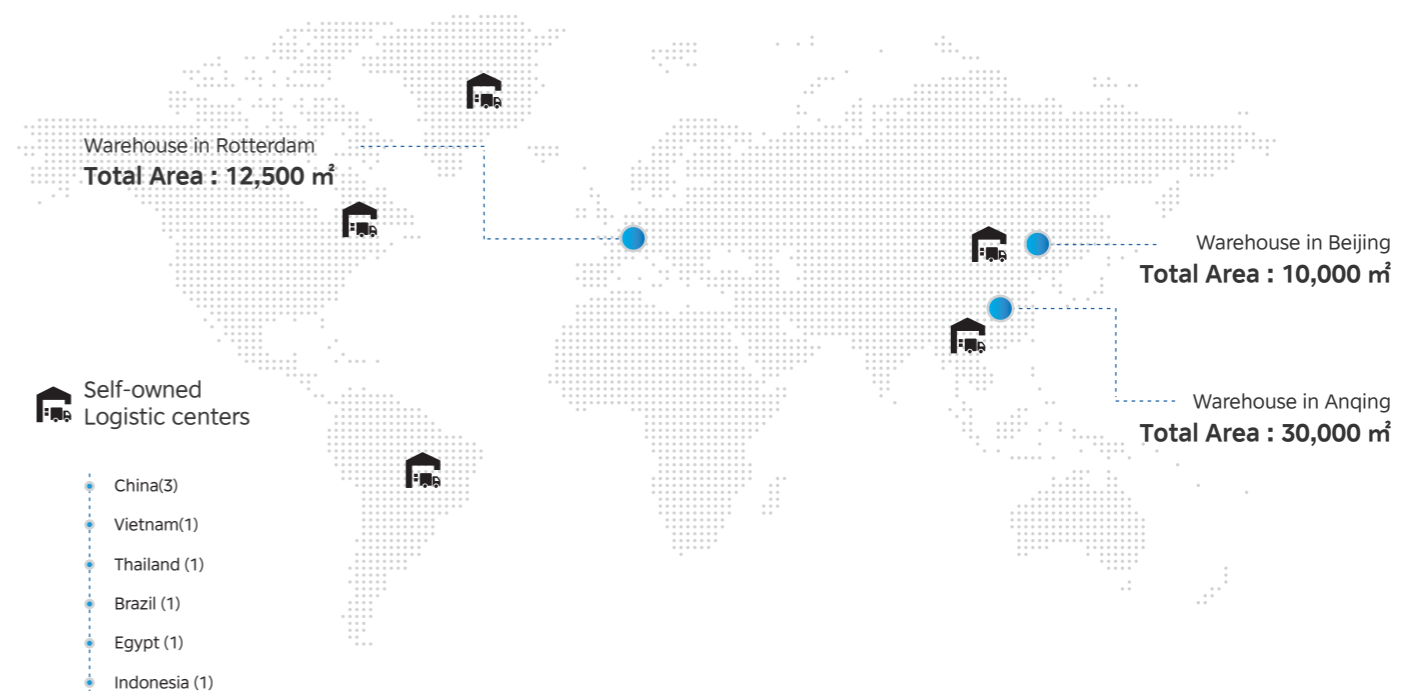 Warehouse in Rotterdam
Total Area : 12,500 ㎡
Warehouse in Beijing
Total Area : 10,000 ㎡
Warehouse in Anqing
Total Area : 30,000 ㎡
Self-owned
Logistic centers
China(3)
Vietnam(1)
Thailand (1)
Brazil (1)
Egypt (1)
Indonesia (1)